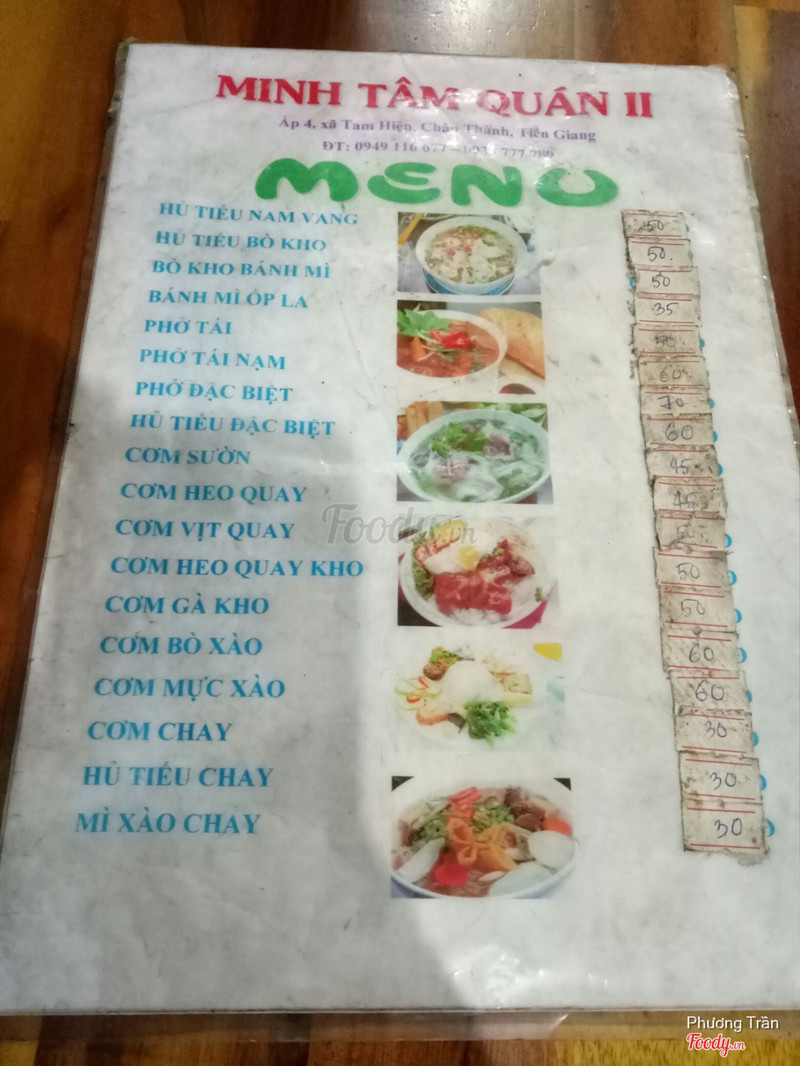 MINH TÂM QUÁN II
Ấp 4, xã Tam Hiệp, Châu Thành, Tiền Giang
ĐT: 0949 116 677 - 777
MENU
HỦ TIẾU NAM VANG 50
HỦ TIẾU BÒ KHO 50
BÒ KHO BÁNH MÌ 50
BÁNH MÌ ỐP LA 35
PHỞ TÁI 50
PHỞ TÁI NẠM 60
PHỞ ĐẶC BIỆT 70
HỦ TIẾU ĐẶC BIỆT 60
CƠM SƯỜN 45
CƠM HEO QUAY 45
CƠM VỊT QUAY 50
CƠM HEO QUAY KHO 50
CƠM GÀ KHO 50
CƠM BÒ XÀO 60
CƠM MỰC XÀO 60
CƠM CHAY 30
HỦ TIẾU CHAY 30
MÌ XÀO CHAY 30
Foody.vn
Phương Trần
Foody.vn